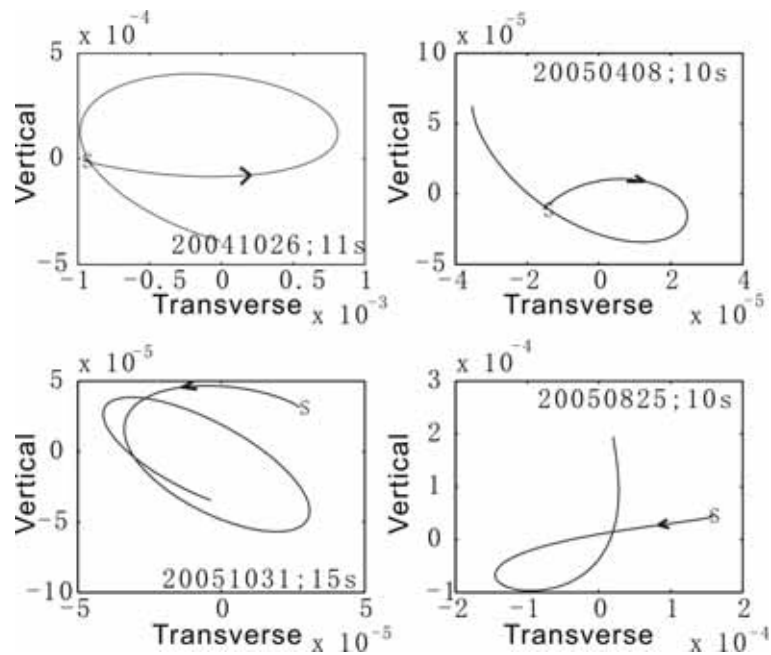 x 10⁻⁴
5
0
−5
Vertical
S
20041026;11s
−1 −0.5 0 0.5 1
Transverse
x 10⁻³
x 10⁻⁵
10
5
0
−5
Vertical
20050408;10s
S
−4 −2 0 2 4
Transverse
x 10⁻⁵
x 10⁻⁵
5
0
−5
−10
Vertical
S
20051031;15s
−5 0 5
Transverse
x 10⁻⁵
x 10⁻⁴
3
2
1
0
−1
Vertical
20050825;10s
S
−2 −1 0 1 2
Transverse
x 10⁻⁴